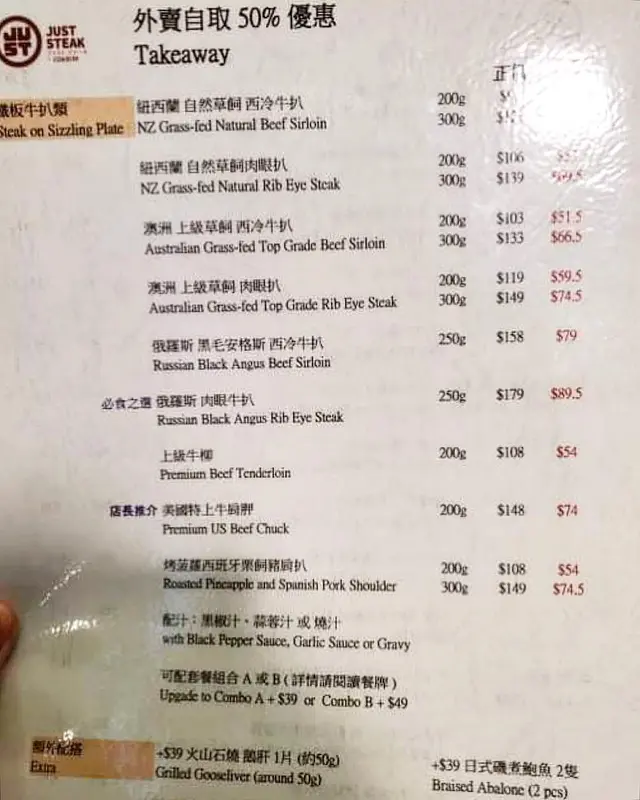 JUST STEAK
外賣自取 50% 優惠
Takeaway
鐵板牛扒類
Steak on Sizzling Plate
紐西蘭 自然草飼 西冷牛扒 200g
NZ Grass-fed Natural Beef Sirloin 300g
紐西蘭 自然草飼肉眼扒 200g $106
NZ Grass-fed Natural Rib Eye Steak 300g $139
澳洲 上級草飼 西冷牛扒 200g $103 $51.5
Australian Grass-fed Top Grade Beef Sirloin 300g $133 $66.5
澳洲 上級草飼 肉眼扒 200g $119 $59.5
Australian Grass-fed Top Grade Rib Eye Steak 300g $149 $74.5
俄羅斯 黑毛安格斯 西冷牛扒 250g $158 $79
Russian Black Angus Beef Sirloin
必食之選 俄羅斯 肉眼牛扒 250g $179 $89.5
Russian Black Angus Rib Eye Steak
上級牛柳 200g $108 $54
Premium Beef Tenderloin
店長推介 美國特上牛肩胛 200g $148 $74
Premium US Beef Chuck
烤菠蘿西班牙栗飼豬肩扒 200g $108 $54
Roasted Pineapple and Spanish Pork Shoulder 300g $149 $74.5
配汁：黑椒汁、蒜蓉汁 或 燒汁
with Black Pepper Sauce, Garlic Sauce or Gravy
可配套餐組合 A 或 B ( 詳情請閱讀餐牌 )
Upgade to Combo A + $39 or Combo B + $49
額外配搭
Extra
+$39 火山石燒 鵝肝 1片 (約50g)
Grilled Gooseliver (around 50g)
+$39 日式磯煮鮑魚 2隻
Braised Abalone (2 pcs)